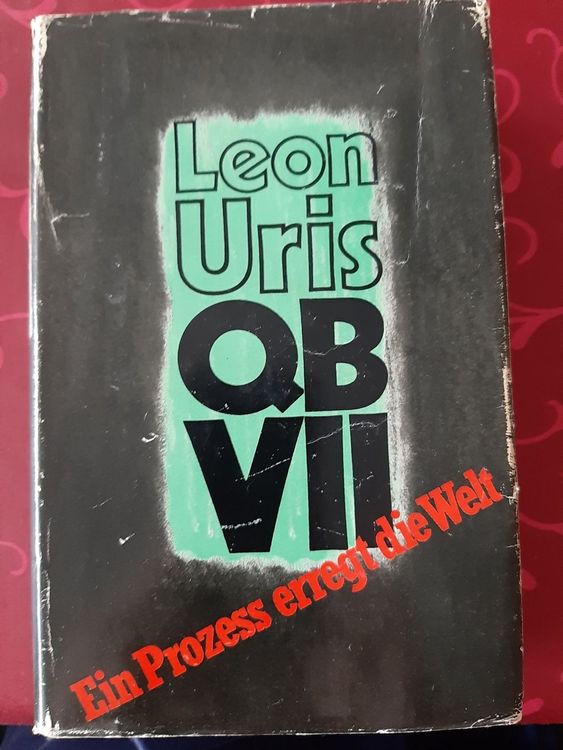 Leon
Uris
QB
VII
Ein Prozess erregt die Welt